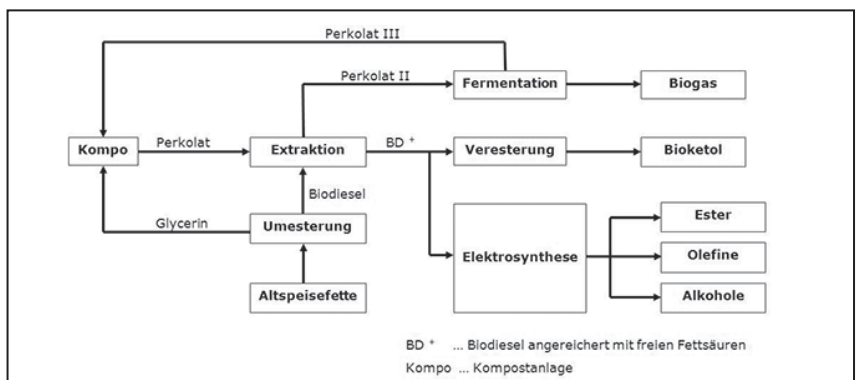 Perkolat III
Perkolat II
Fermentation
Biogas
Kompo
Perkolat
Extraktion
BD +
Veresterung
Bioketol
Biodiesel
Glycerin
Umesterung
Ester
Elektrosynthese
Olefine
Altspeisefette
Alkohole
BD + ... Biodiesel angereichert mit freien Fettsäuren
Kompo ... Kompostanlage